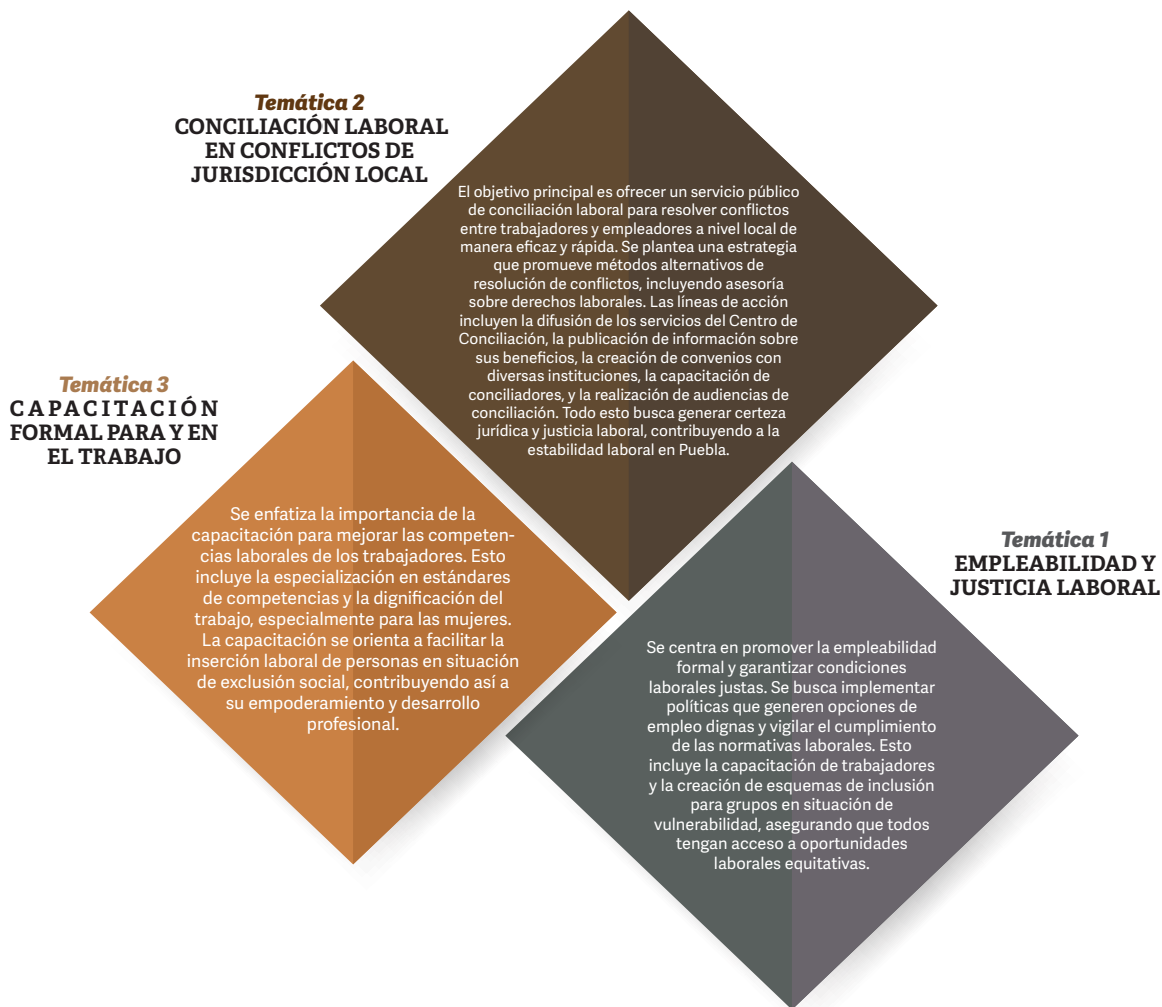 Temática 2
CONCILIACIÓN LABORAL
EN CONFLICTOS DE
JURISDICCIÓN LOCAL
El objetivo principal es ofrecer un servicio público
de conciliación laboral para resolver conflictos
entre trabajadores y empleadores a nivel local de
manera eficaz y rápida. Se plantea una estrategia
que promueve métodos alternativos de
resolución de conflictos, incluyendo asesoría
sobre derechos laborales. Las líneas de acción
incluyen la difusión de los servicios del Centro de
Conciliación, la publicación de información sobre
sus beneficios, la creación de convenios con
diversas instituciones, la capacitación de
conciliadores, y la realización de audiencias de
conciliación. Todo esto busca generar certeza
jurídica y justicia laboral, contribuyendo a la
estabilidad laboral en Puebla.
Temática 3
CAPACITACIÓN
FORMAL PARA Y EN
EL TRABAJO
Se enfatiza la importancia de la
capacitación para mejorar las competen-
cias laborales de los trabajadores. Esto
incluye la especialización en estándares
de competencias y la dignificación del
trabajo, especialmente para las mujeres.
La capacitación se orienta a facilitar la
inserción laboral de personas en situación
de exclusión social, contribuyendo así a
su empoderamiento y desarrollo
profesional.
Temática 1
EMPLEABILIDAD Y
JUSTICIA LABORAL
Se centra en promover la empleabilidad
formal y garantizar condiciones
laborales justas. Se busca implementar
políticas que generen opciones de
empleo dignas y vigilar el cumplimiento
de las normativas laborales. Esto
incluye la capacitación de trabajadores
y la creación de esquemas de inclusión
para grupos en situación de
vulnerabilidad, asegurando que todos
tengan acceso a oportunidades
laborales equitativas.